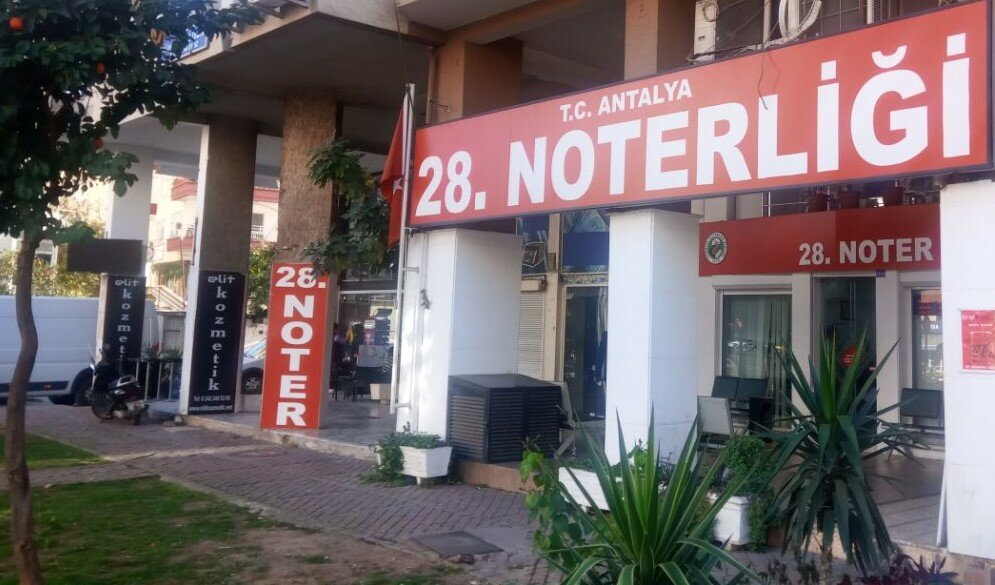 T.C. ANTALYA
28. NOTERLİĞİ
28. NOTER
28.
NOTER
elit
kozmetik
elit
kozmetik